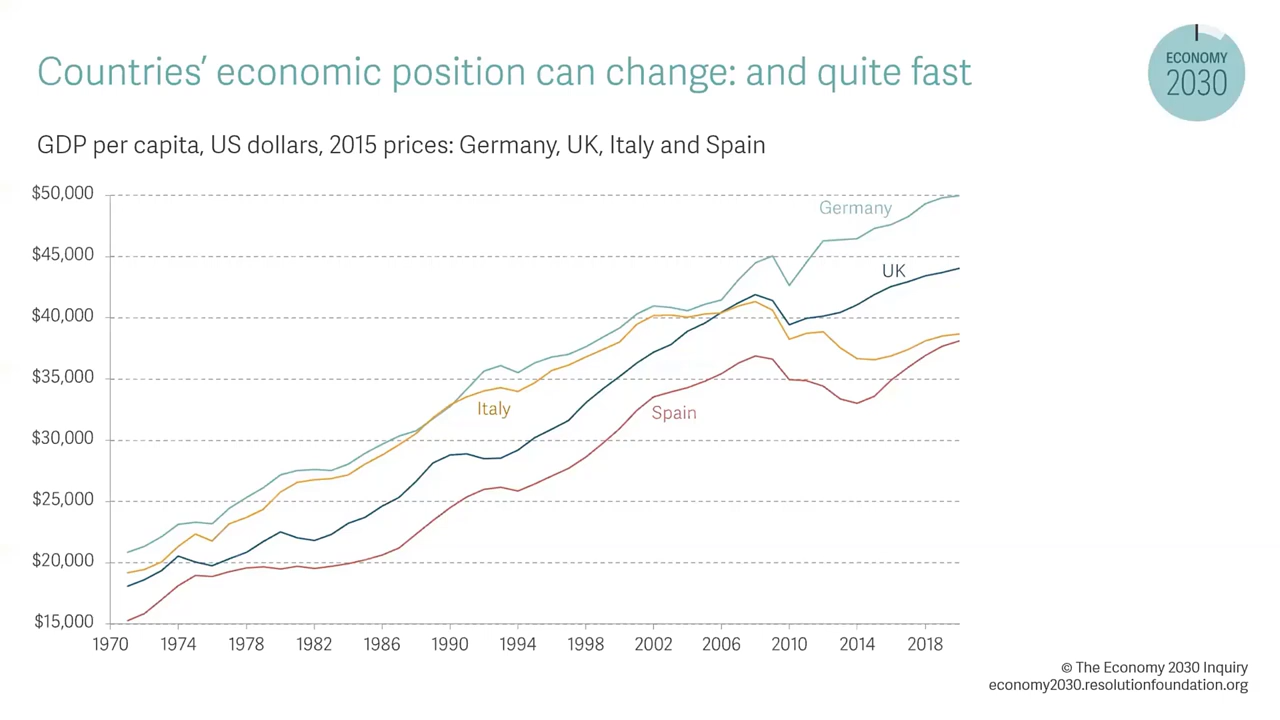 Countries’ economic position can change: and quite fast
ECONOMY
2030
GDP per capita, US dollars, 2015 prices: Germany, UK, Italy and Spain
$50,000
$45,000
$40,000
$35,000
$30,000
$25,000
$20,000
$15,000
Germany
UK
Italy
Spain
1970 1974 1978 1982 1986 1990 1994 1998 2002 2006 2010 2014 2018
© The Economy 2030 Inquiry
economy2030.resolutionfoundation.org